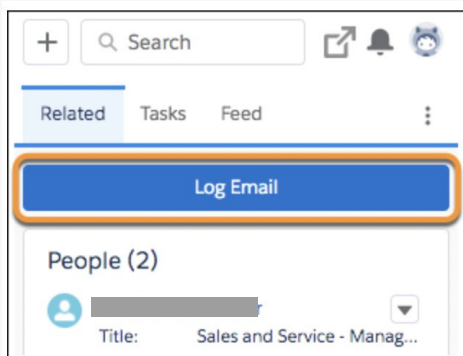 Search
Related Tasks Feed
Log Email
People (2)
Title: Sales and Service - Manag...